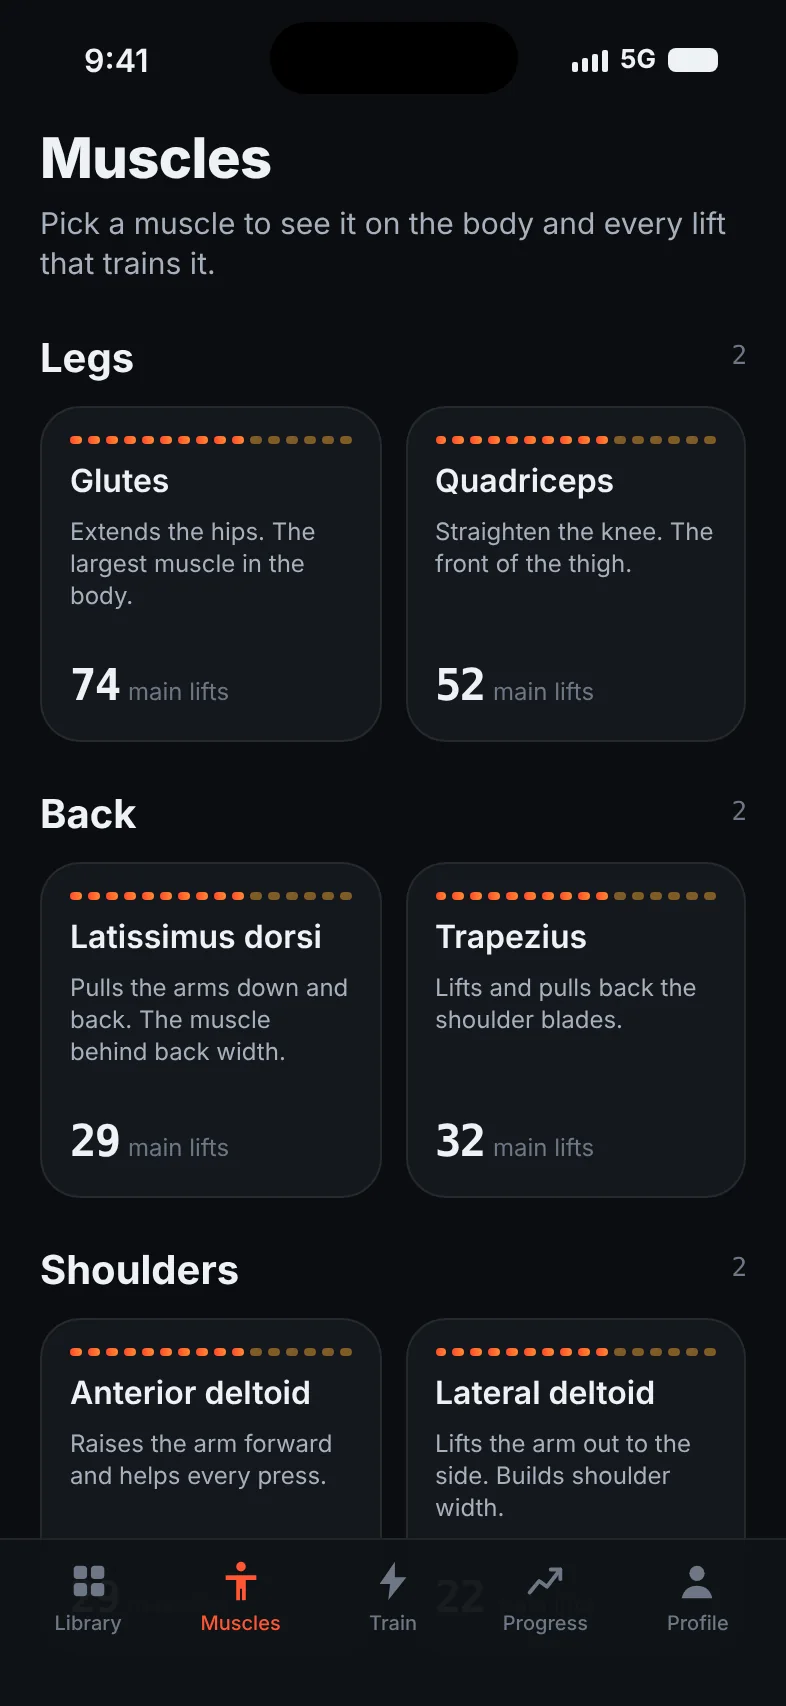 9:41
5G
Muscles
Pick a muscle to see it on the body and every lift
that trains it.
Legs
2
Glutes
Extends the hips. The
largest muscle in the
body.
74 main lifts
Quadriceps
Straighten the knee. The
front of the thigh.
52 main lifts
Back
2
Latissimus dorsi
Pulls the arms down and
back. The muscle
behind back width.
29 main lifts
Trapezius
Lifts and pulls back the
shoulder blades.
32 main lifts
Shoulders
2
Anterior deltoid
Raises the arm forward
and helps every press.
29
Lateral deltoid
Lifts the arm out to the
side. Builds shoulder
width.
22
Library
Muscles
Train
Progress
Profile